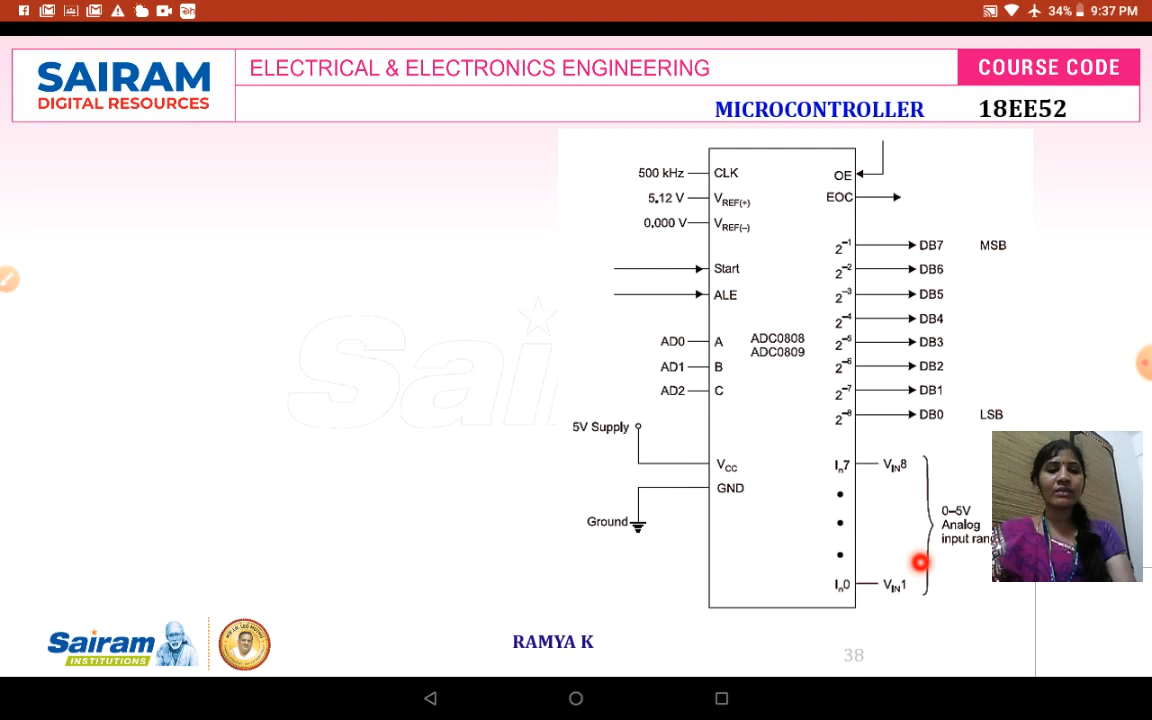 34% 9:37 PM
SAIRAM
DIGITAL RESOURCES
ELECTRICAL & ELECTRONICS ENGINEERING
COURSE CODE
MICROCONTROLLER
18EE52
500 kHz CLK OE
5.12 V VREF(+) EOC
0.000 V VREF(–)
2⁻¹ DB7 MSB
Start 2⁻² DB6
ALE 2⁻³ DB5
2⁻⁴ DB4
AD0 A ADC0808 2⁻⁵ DB3
ADC0809
AD1 B 2⁻⁶ DB2
AD2 C 2⁻⁷ DB1
2⁻⁸ DB0 LSB
5V Supply
VCC In7 VIN8
GND
Ground
0–5V
Analog
input ran
In0 VIN1
Sai
Sairam
INSTITUTIONS
RAMYA K
38